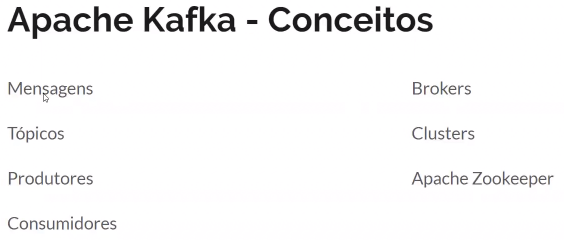 Apache Kafka - Conceitos
Mensagens
Tópicos
Produtores
Consumidores
Brokers
Clusters
Apache Zookeeper